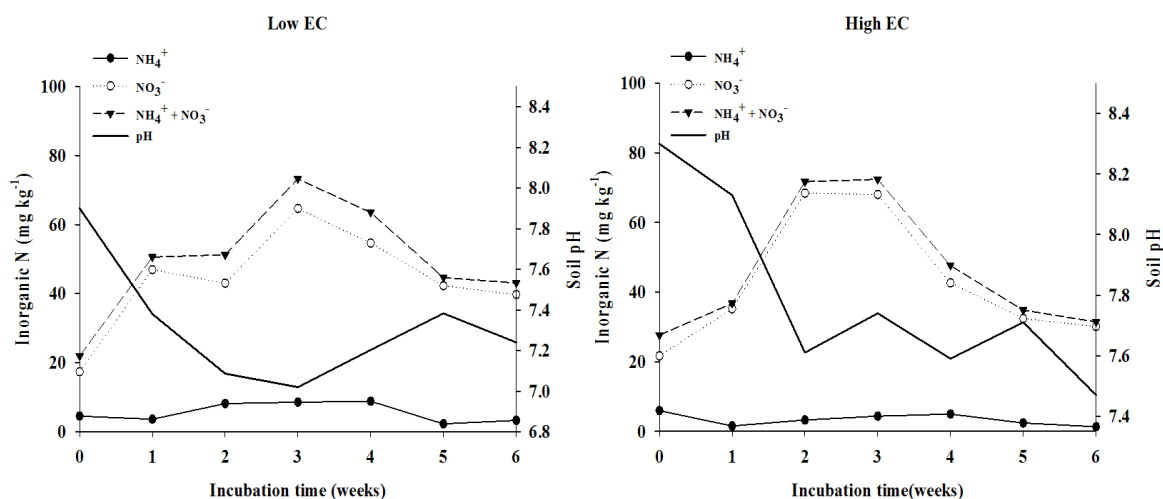 Low EC
NH₄⁺
NO₃⁻
NH₄⁺ + NO₃⁻
pH
Inorganic N (mg kg⁻¹)
100
80
60
40
20
0
Soil pH
8.4
8.2
8.0
7.8
7.6
7.4
7.2
7.0
6.8
0 1 2 3 4 5 6
Incubation time (weeks)
High EC
NH₄⁺
NO₃⁻
NH₄⁺ + NO₃⁻
pH
Inorganic N (mg kg⁻¹)
100
80
60
40
20
0
Soil pH
8.4
8.2
8.0
7.8
7.6
7.4
0 1 2 3 4 5 6
Incubation time(weeks)